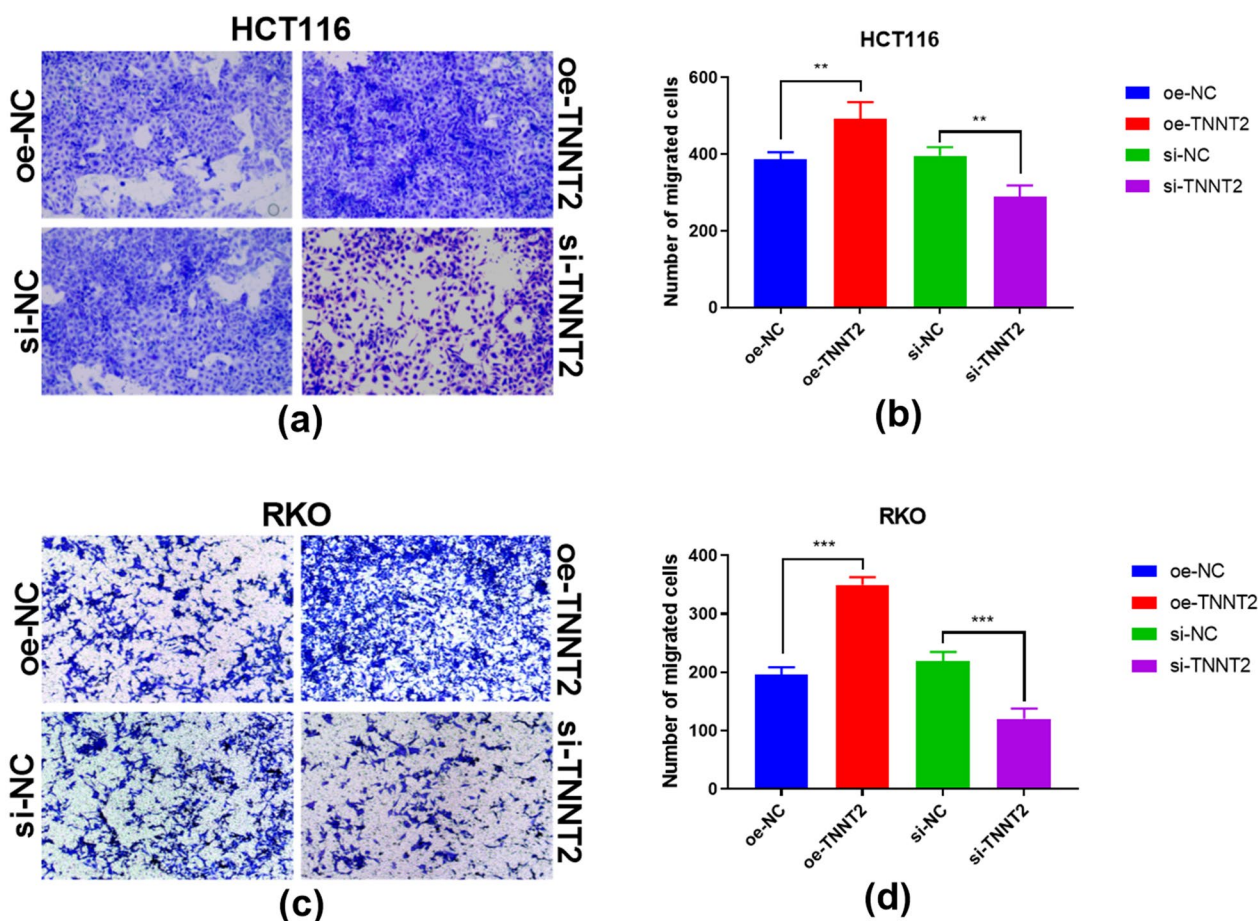 HCT116
oe-NC
oe-TNNT2
si-NC
si-TNNT2
(a)
HCT116
Number of migrated cells
600
400
200
0
**
**
oe-NC
oe-TNNT2
si-NC
si-TNNT2
oe-NC
oe-TNNT2
si-NC
si-TNNT2
(b)
RKO
oe-NC
oe-TNNT2
si-NC
si-TNNT2
(c)
RKO
Number of migrated cells
400
300
200
100
0
***
***
oe-NC
oe-TNNT2
si-NC
si-TNNT2
oe-NC
oe-TNNT2
si-NC
si-TNNT2
(d)